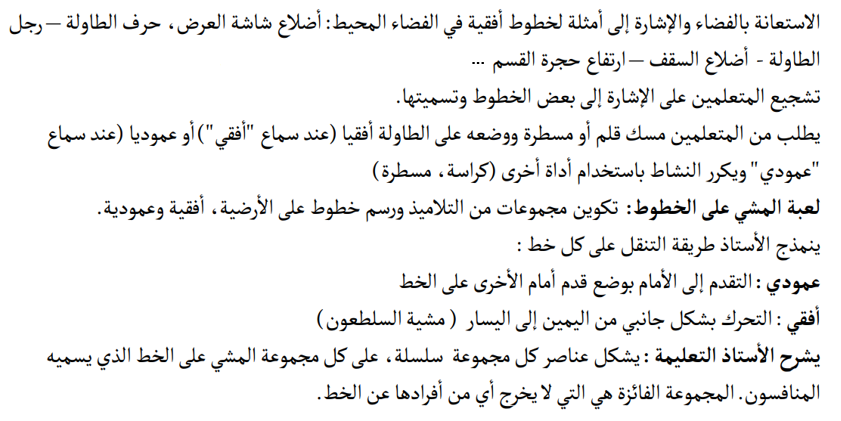 الاستعانة بالفضاء والإشارة إلى أمثلة لخطوط أفقية في الفضاء المحيط: أضلاع شاشة العرض، حرف الطاولة – رجل
الطاولة - أضلاع السقف – ارتفاع حجرة القسم ...
تشجيع المتعلمين على الإشارة إلى بعض الخطوط وتسميتها.
يطلب من المتعلمين مسك قلم أو مسطرة ووضعه على الطاولة أفقيا (عند سماع "أفقي") أو عموديا (عند سماع
"عمودي" ويكرر النشاط باستخدام أداة أخرى (كراسة، مسطرة)
لعبة المشي على الخطوط: تكوين مجموعات من التلاميذ ورسم خطوط على الأرضية، أفقية وعمودية.
ينمذج الأستاذ طريقة التنقل على كل خط :
عمودي : التقدم إلى الأمام بوضع قدم أمام الأخرى على الخط
أفقي : التحرك بشكل جانبي من اليمين إلى اليسار ( مشية السلطعون)
يشرح الأستاذ التعليمة : يشكل عناصر كل مجموعة سلسلة، على كل مجموعة المشي على الخط الذي يسميه
المنافسون. المجموعة الفائزة هي التي لا يخرج أي من أفرادها عن الخط.